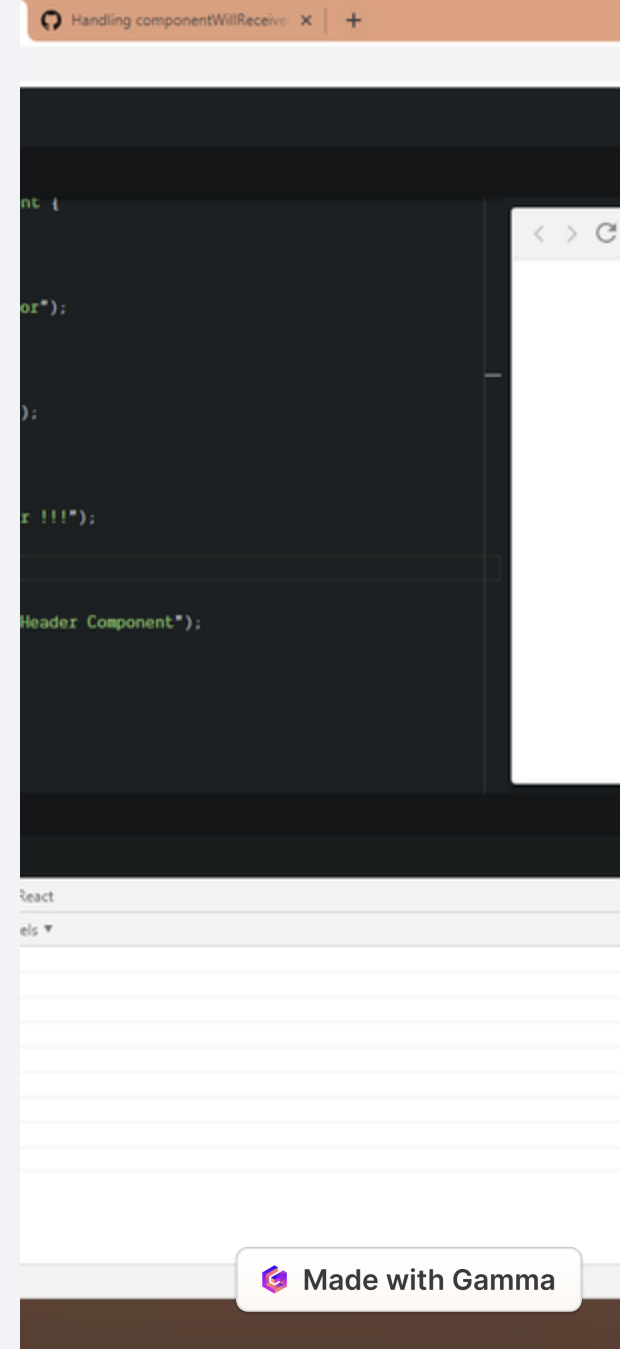 Handling componentWillReceive
nt {
or");
);
r !!!");
Header Component");
React
els
Made with Gamma